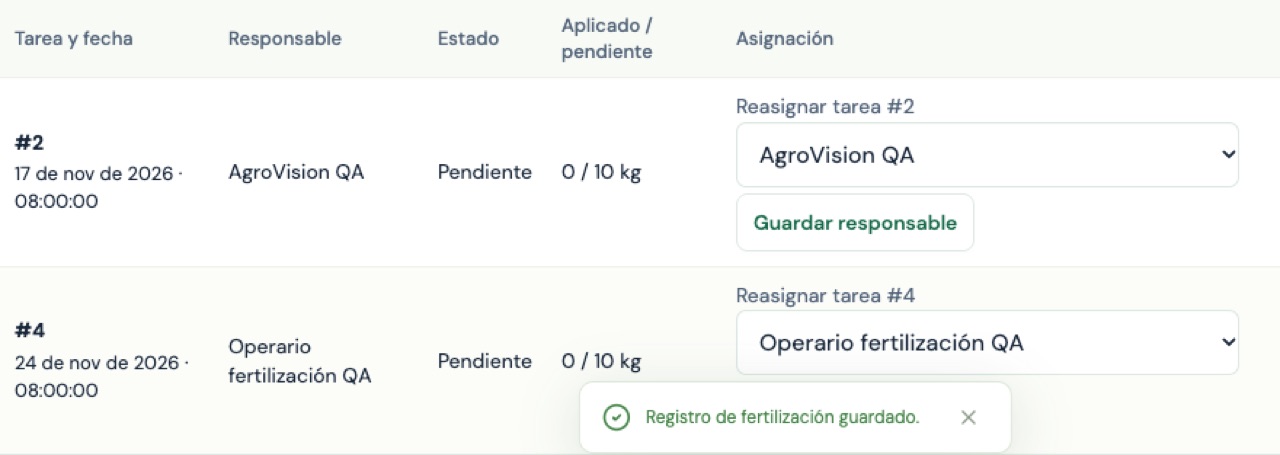 Tarea y fecha
Responsable
Estado
Aplicado /
pendiente
Asignación
#2
17 de nov de 2026 ·
08:00:00
AgroVision QA
Pendiente
0 / 10 kg
Reasignar tarea #2
AgroVision QA
Guardar responsable
#4
24 de nov de 2026 ·
08:00:00
Operario
fertilización QA
Pendiente
0 / 10 kg
Reasignar tarea #4
Operario fertilización QA
Registro de fertilización guardado.